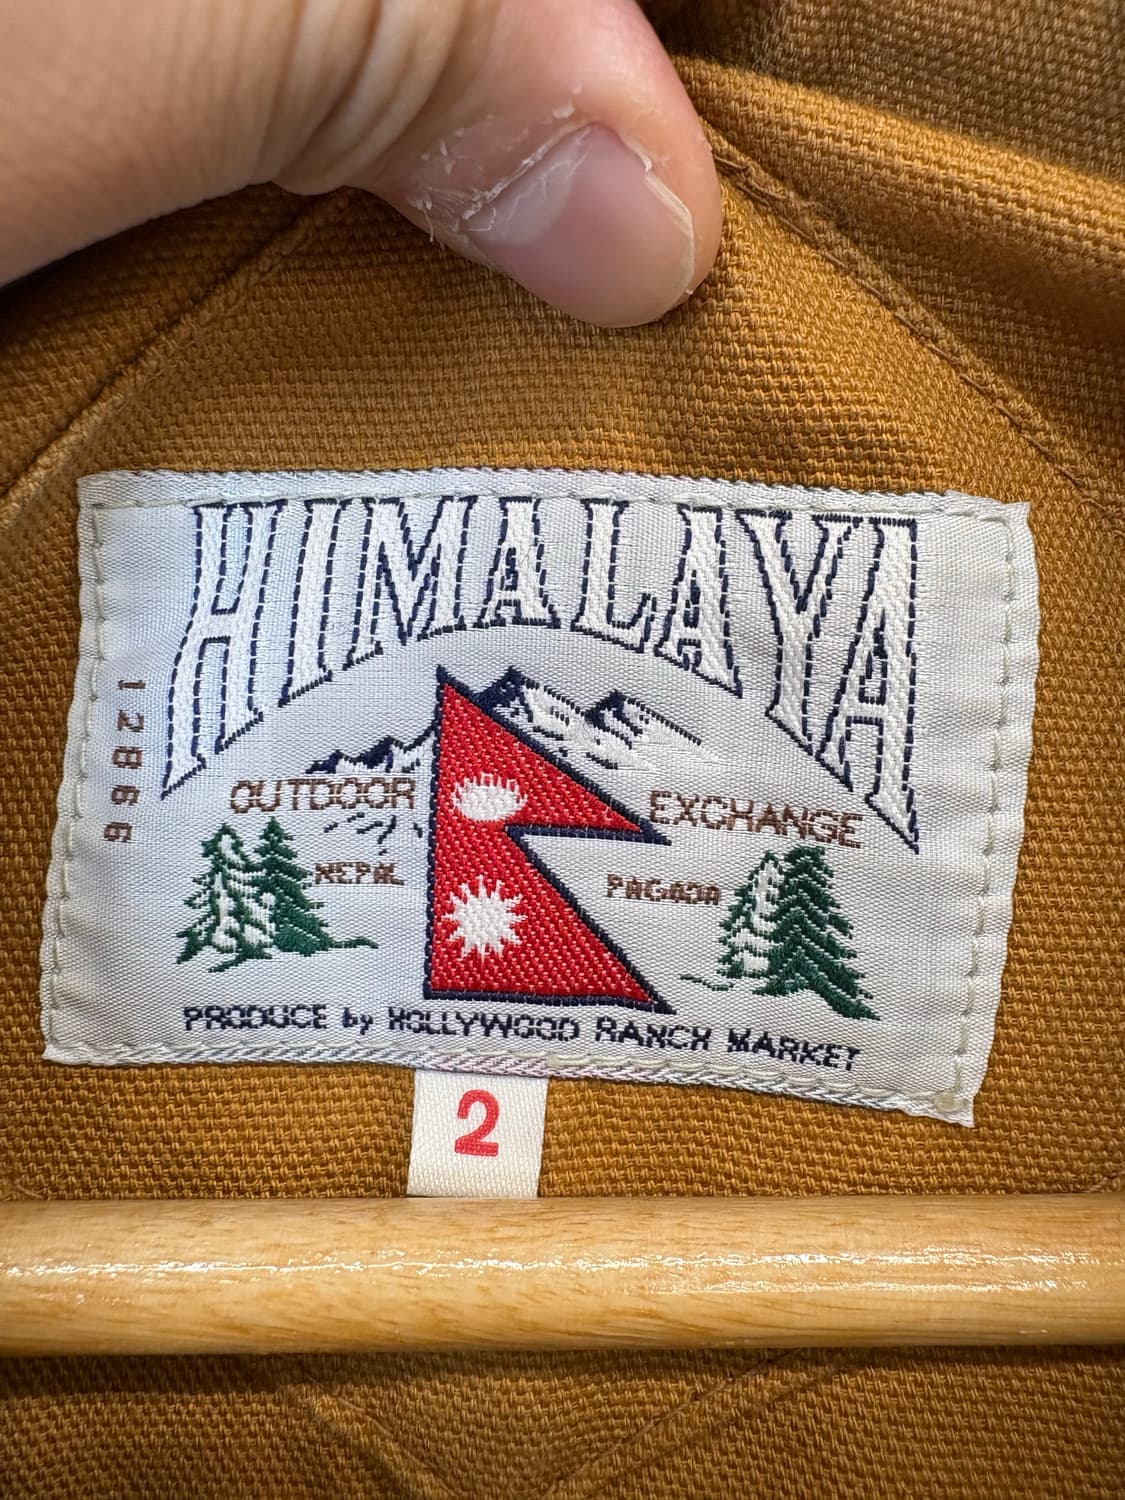 HIMALAYA
12866
OUTDOOR EXCHANGE
NEPAL PAGODA
PRODUCE by HOLLYWOOD RANCH MARKET
2